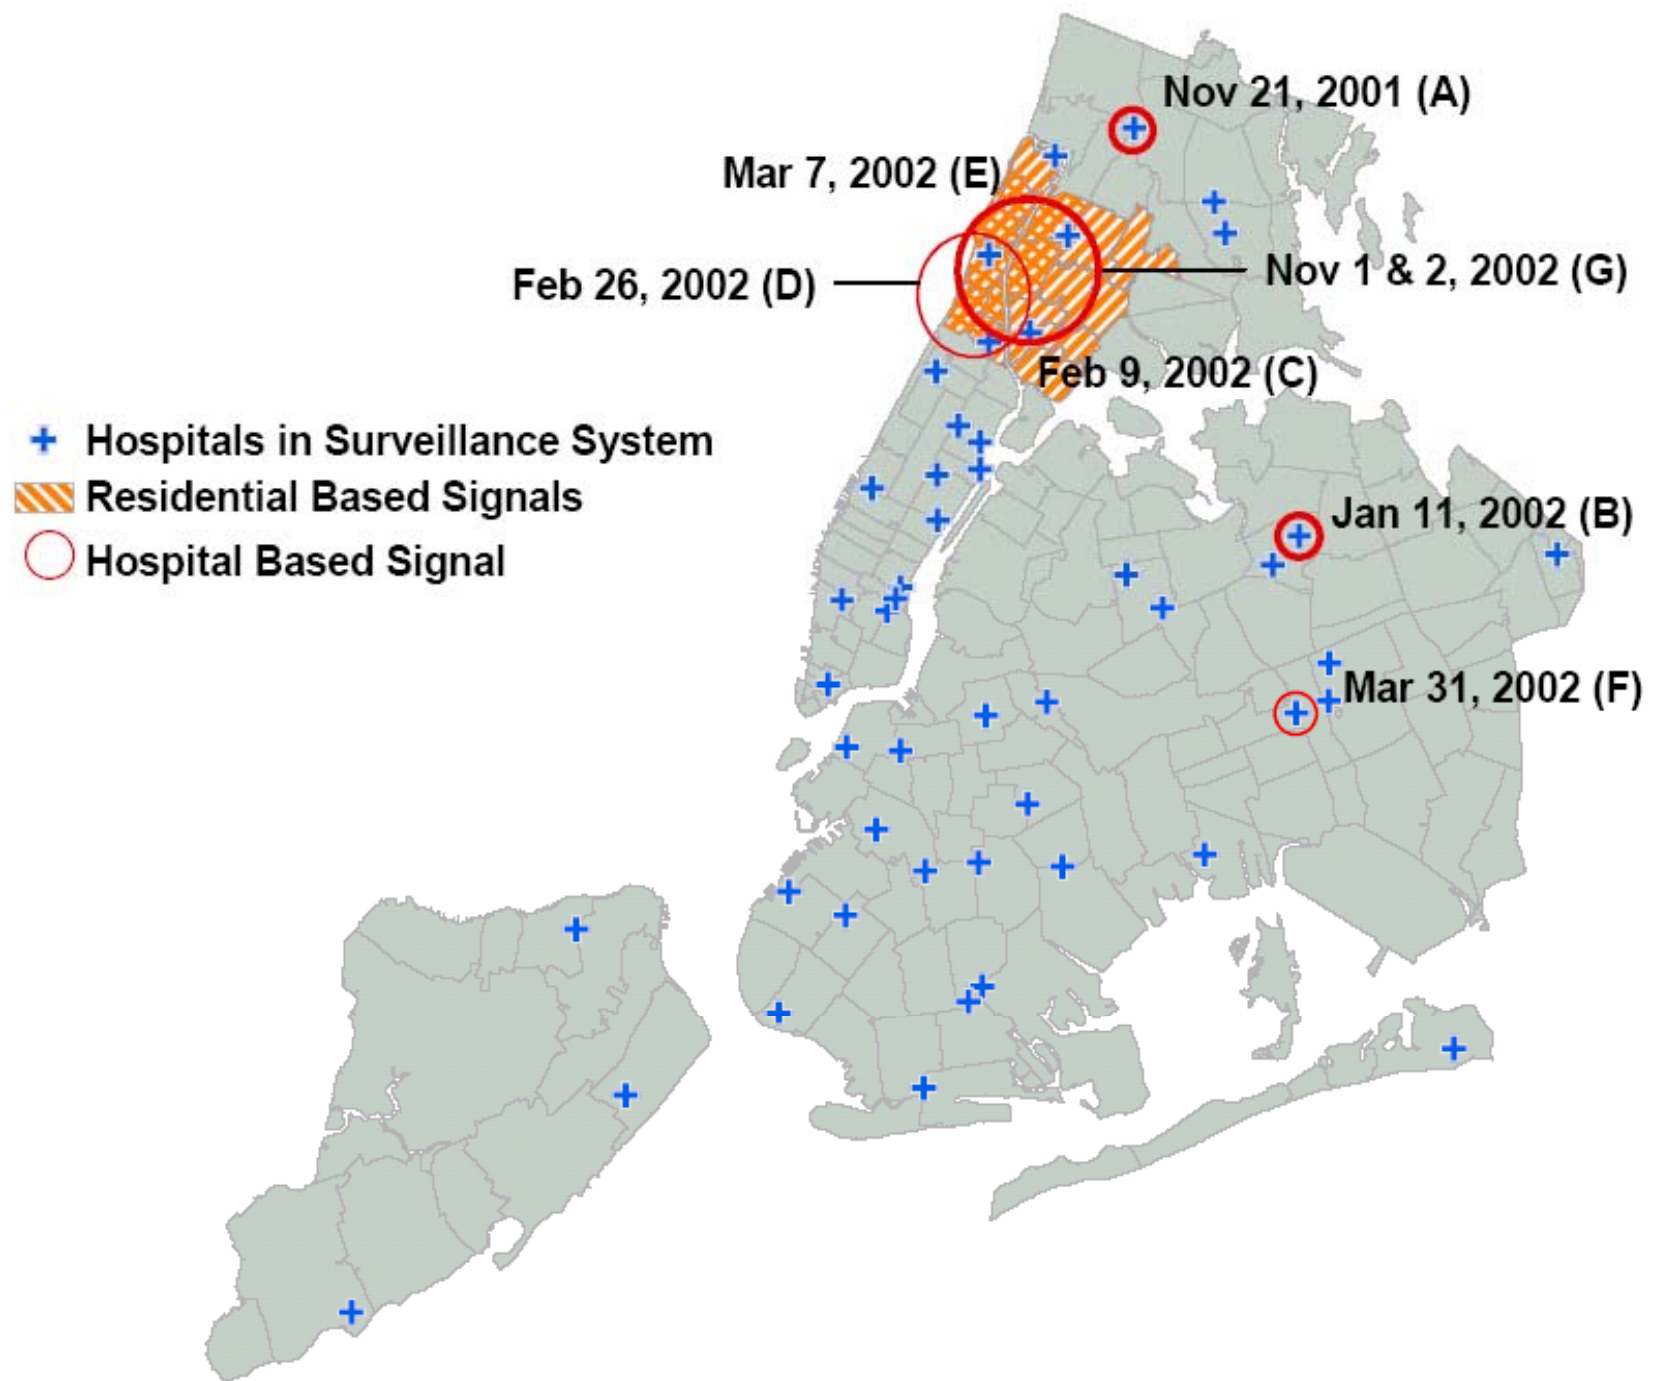 Nov 21, 2001 (A)
Mar 7, 2002 (E)
Feb 26, 2002 (D)
Nov 1 & 2, 2002 (G)
Feb 9, 2002 (C)
Hospitals in Surveillance System
Residential Based Signals
Hospital Based Signal
Jan 11, 2002 (B)
Mar 31, 2002 (F)